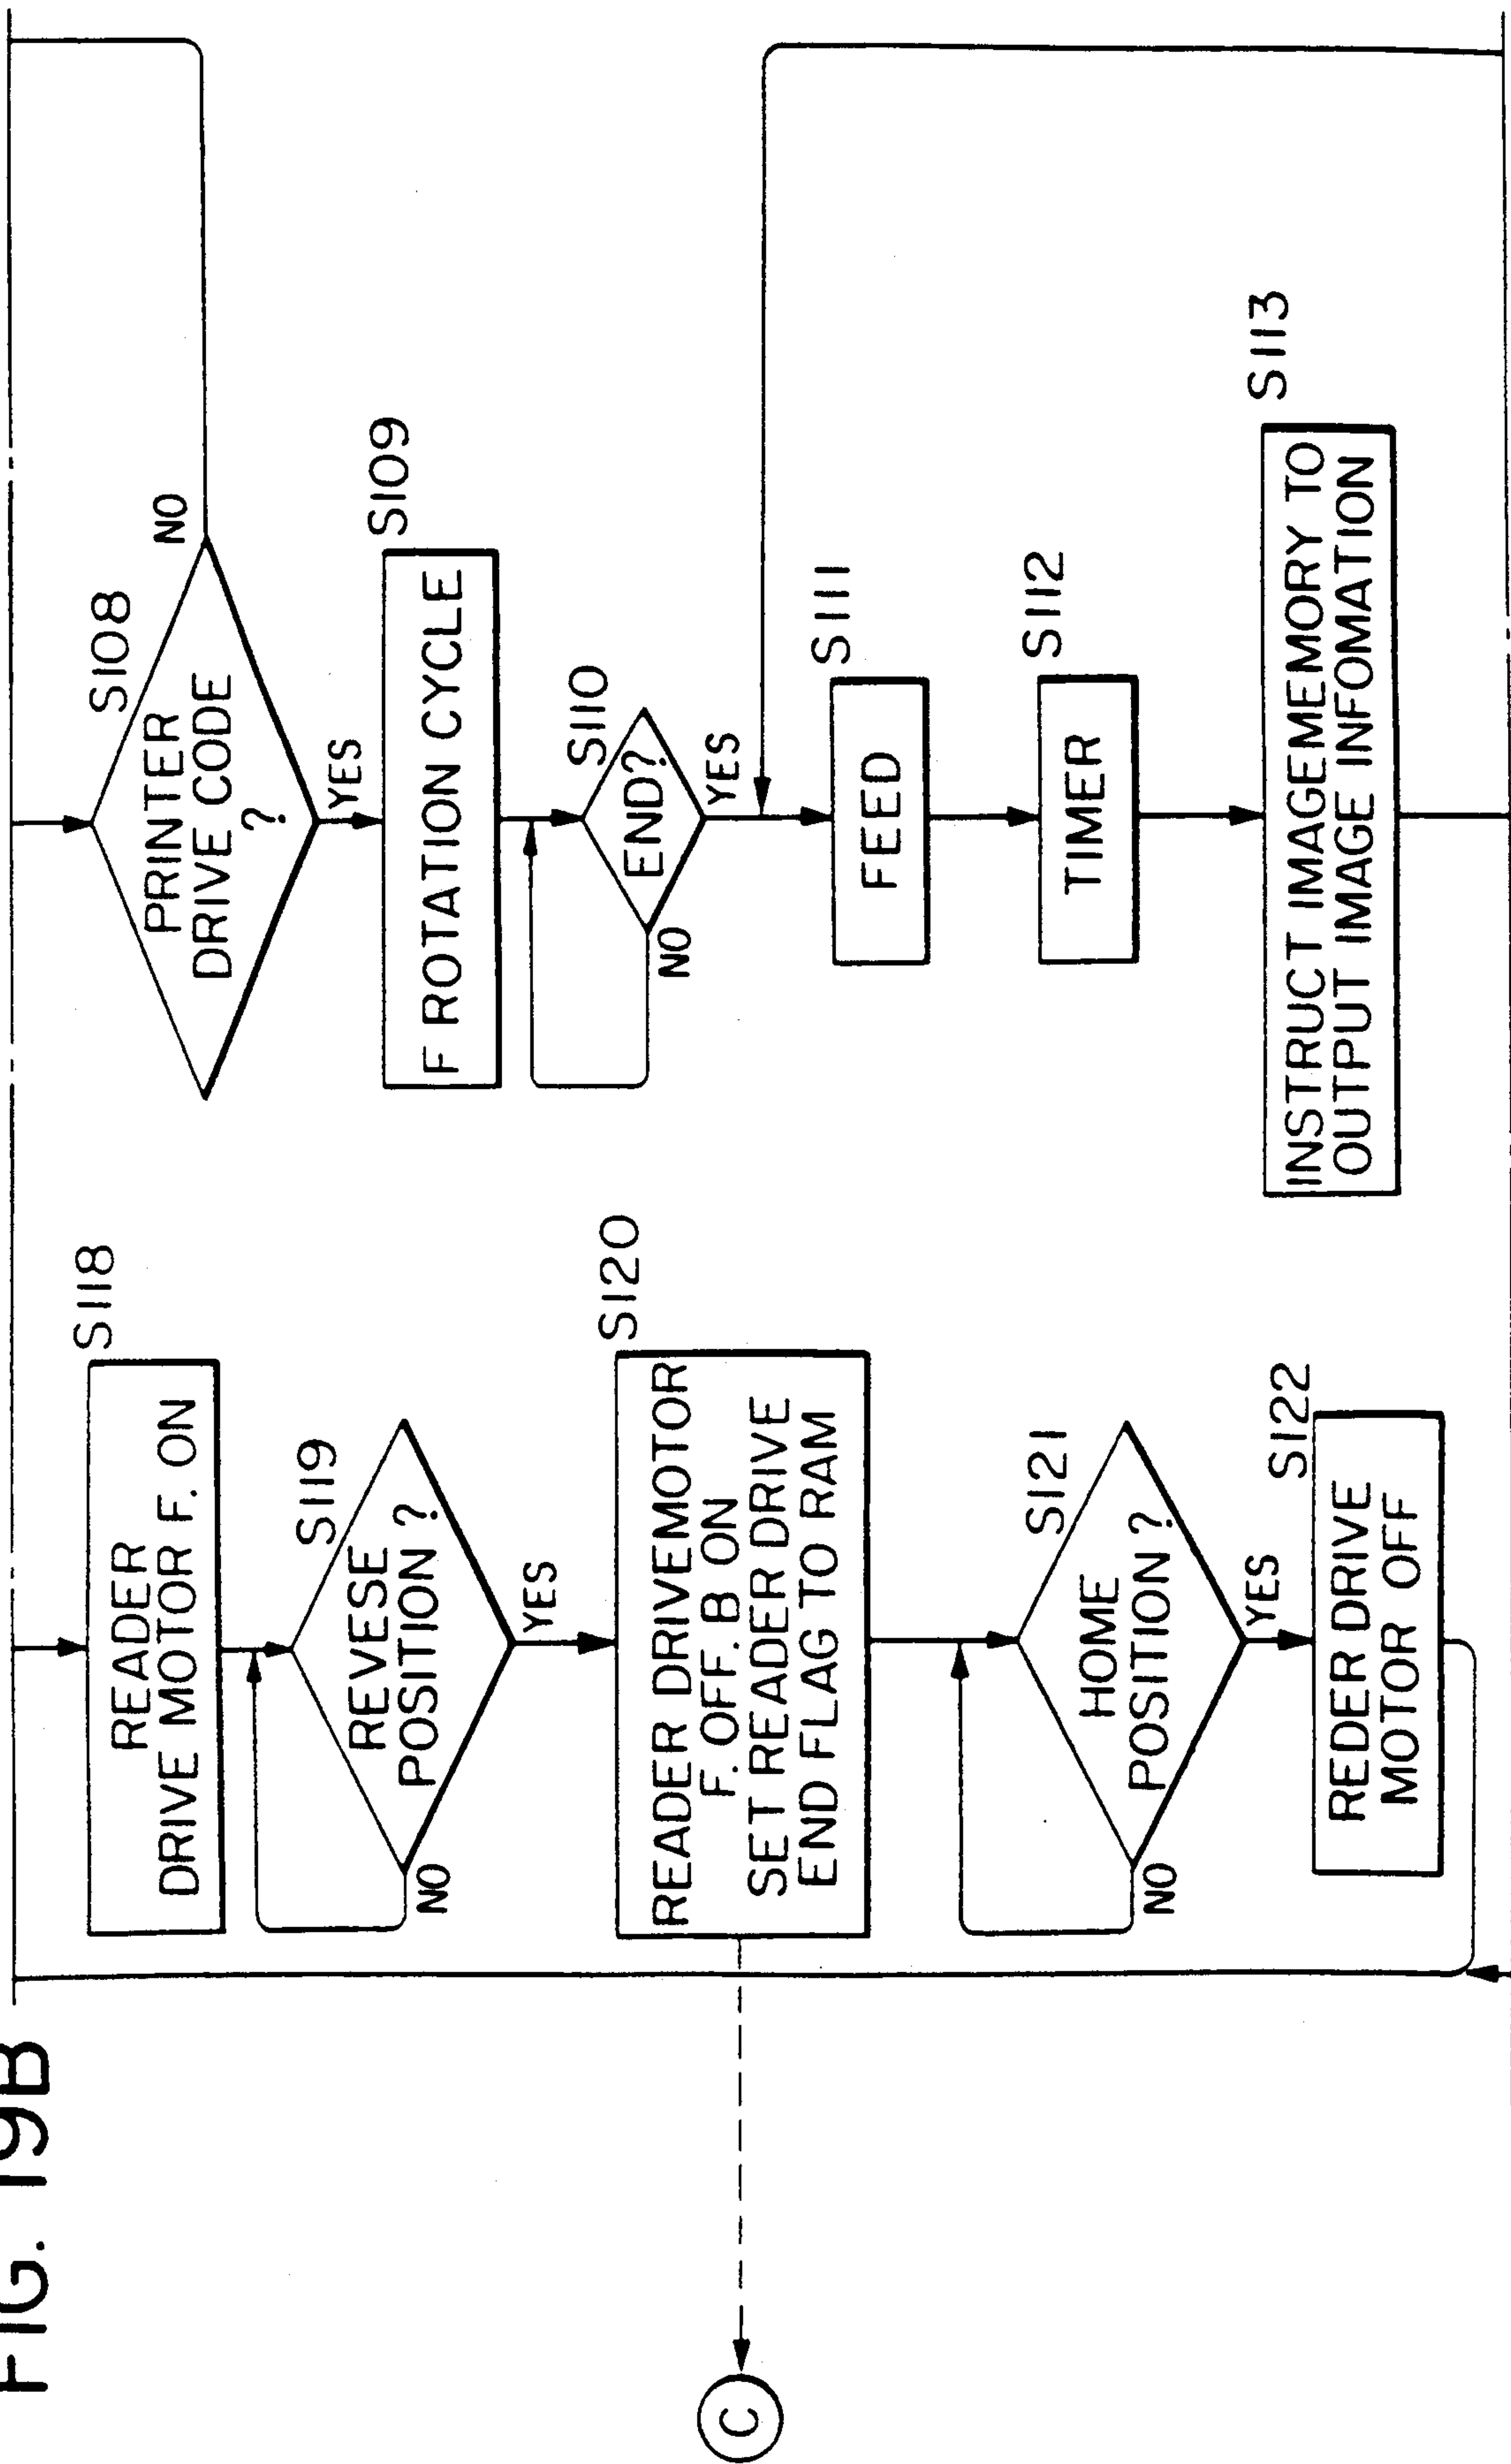 FIG. 19B
S118
READER
DRIVE MOTOR F. ON
S119
REVESE
POSITION ?
NO
YES
S120
READER DRIVEMOTOR
F. OFF. B ON
SET READER DRIVE
END FLAG TO RAM
C
S121
HOME
POSITION ?
NO
YES
S122
REDER DRIVE
MOTOR OFF
S108
PRINTER
DRIVE CODE
?
NO
YES
S109
F ROTATION CYCLE
S110
END?
NO
YES
S111
FEED
S112
TIMER
S113
INSTRUCT IMAGEMEMORY TO
OUTPUT IMAGE INFOMATION